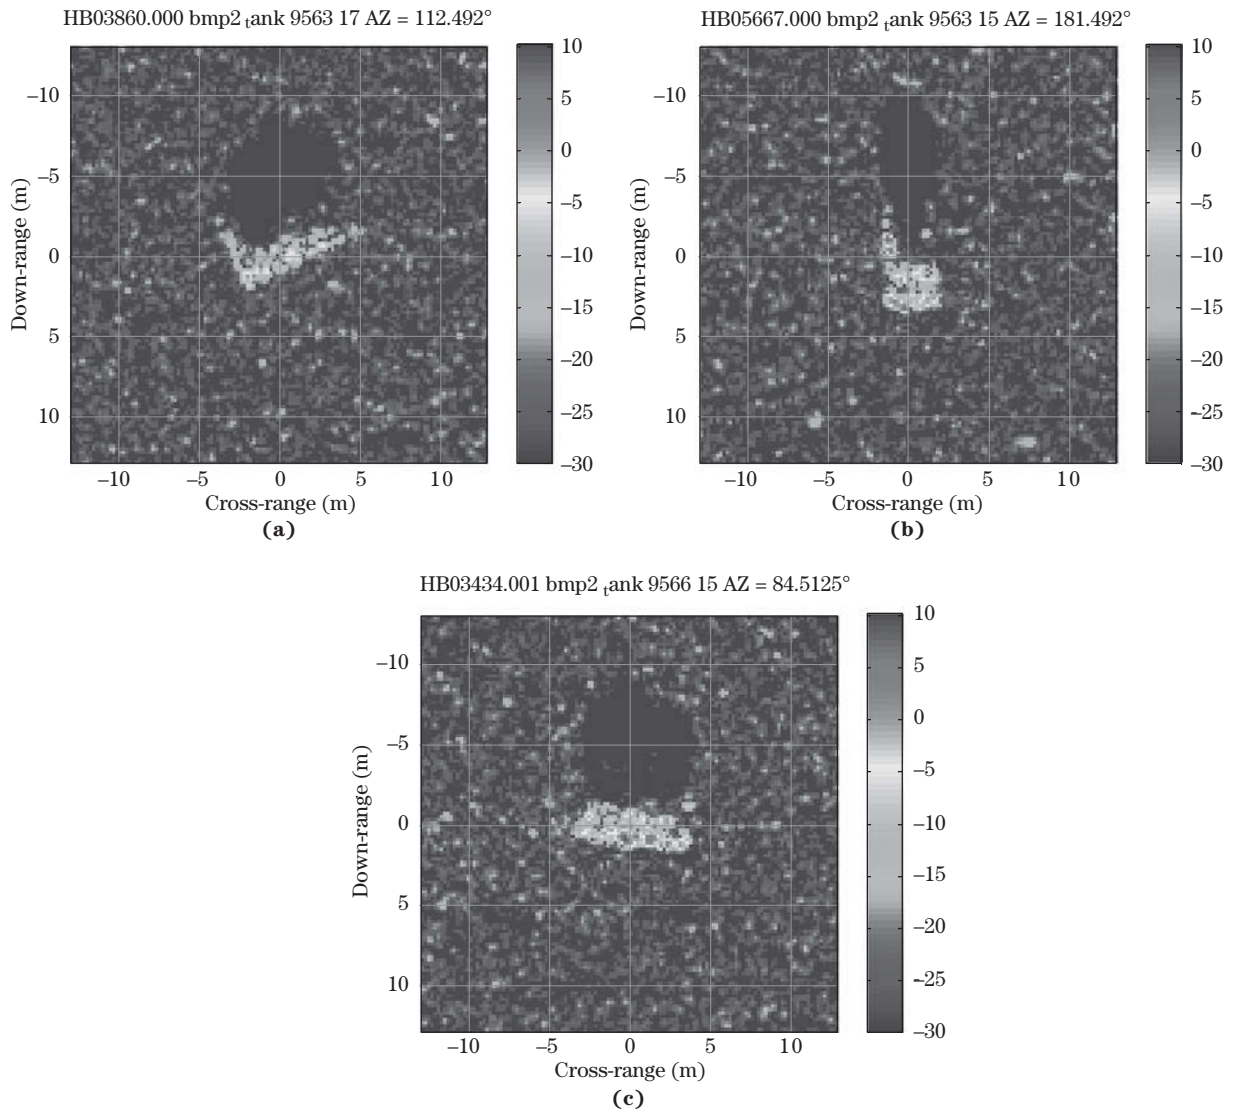 HB03860.000 bmp2 tank 9563 17 AZ = 112.492°
10
5
0
–5
–10
–15
–20
–25
–30
–10
–5
0
5
10
Down-range (m)
–10 –5 0 5 10
Cross-range (m)
(a)
HB05667.000 bmp2 tank 9563 15 AZ = 181.492°
10
5
0
–5
–10
–15
–20
–25
–30
–10
–5
0
5
10
Down-range (m)
–10 –5 0 5 10
Cross-range (m)
(b)
HB03434.001 bmp2 tank 9566 15 AZ = 84.5125°
10
5
0
–5
–10
–15
–20
–25
–30
–10
–5
0
5
10
Down-range (m)
–10 –5 0 5 10
Cross-range (m)
(c)